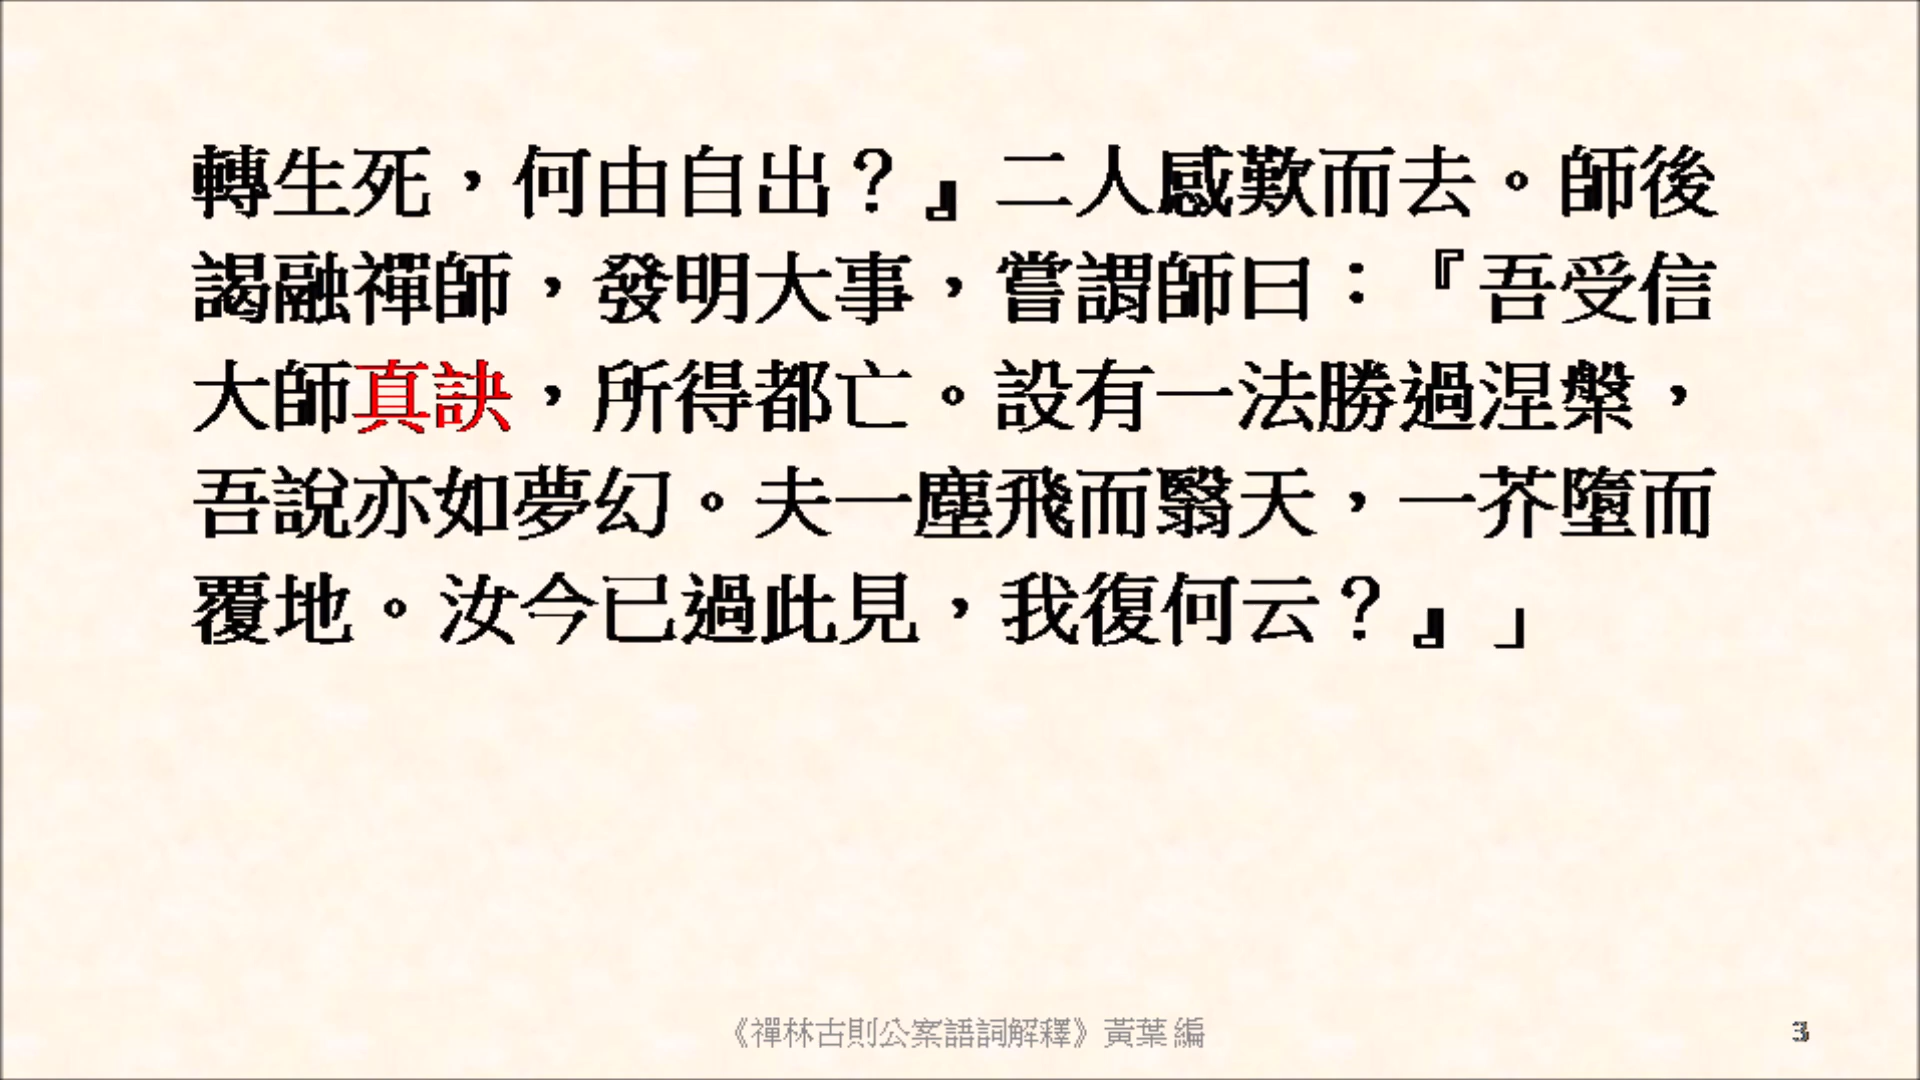 轉生死，何由自出？』二人感歎而去。師後
謁融禪師，發明大事，嘗謂師曰：『吾受信
大師真訣，所得都亡。設有一法勝過涅槃，
吾說亦如夢幻。夫一塵飛而翳天，一芥墮而
覆地。汝今已過此見，我復何云？』」
《禪林古則公案語詞解釋》黃葉編
3